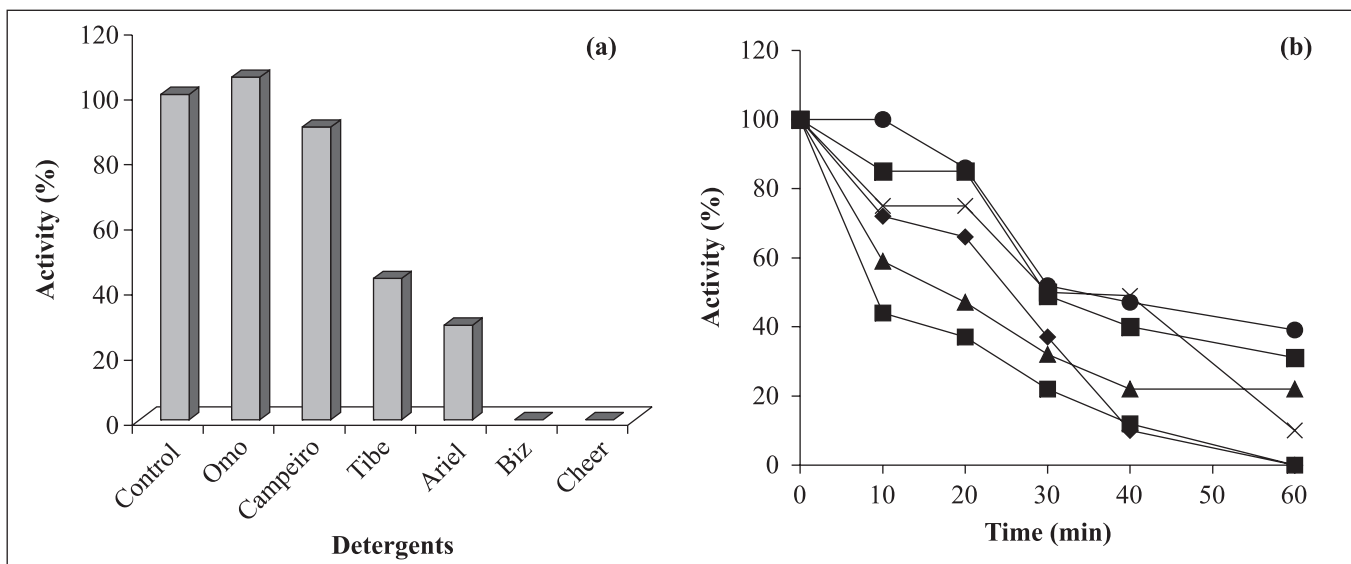 (a)
120
100
80
60
40
20
0
Activity (%)
Control
Omo
Campeiro
Tibe
Ariel
Biz
Cheer
Detergents
(b)
120
100
80
60
40
20
0
Activity (%)
0 10 20 30 40 50 60
Time (min)